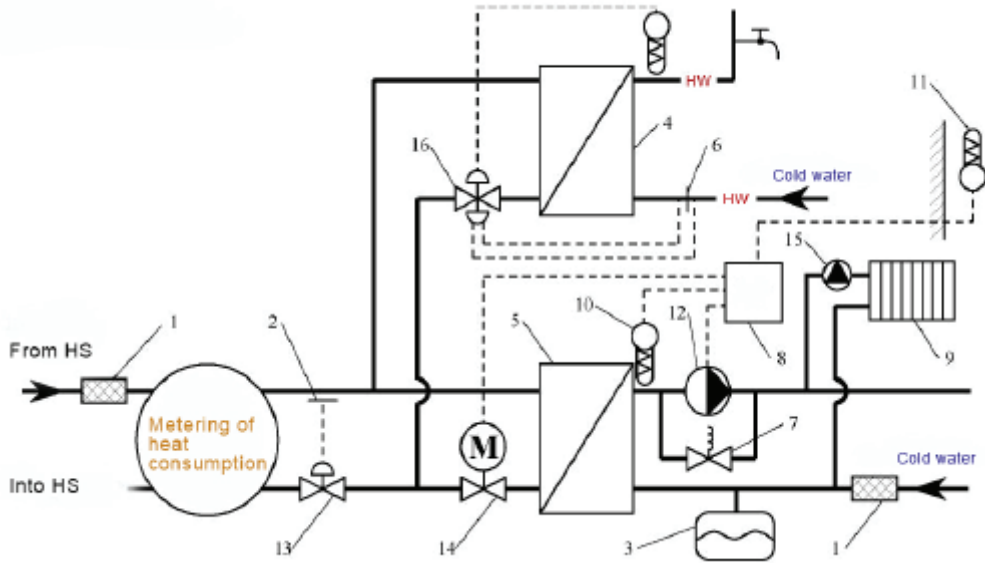 HW
11
4
16
6
Cold water
HW
15
1
2
5
10
12
8
9
From HS
Metering of
heat
consumption
M
7
Cold water
Into HS
13
14
3
1